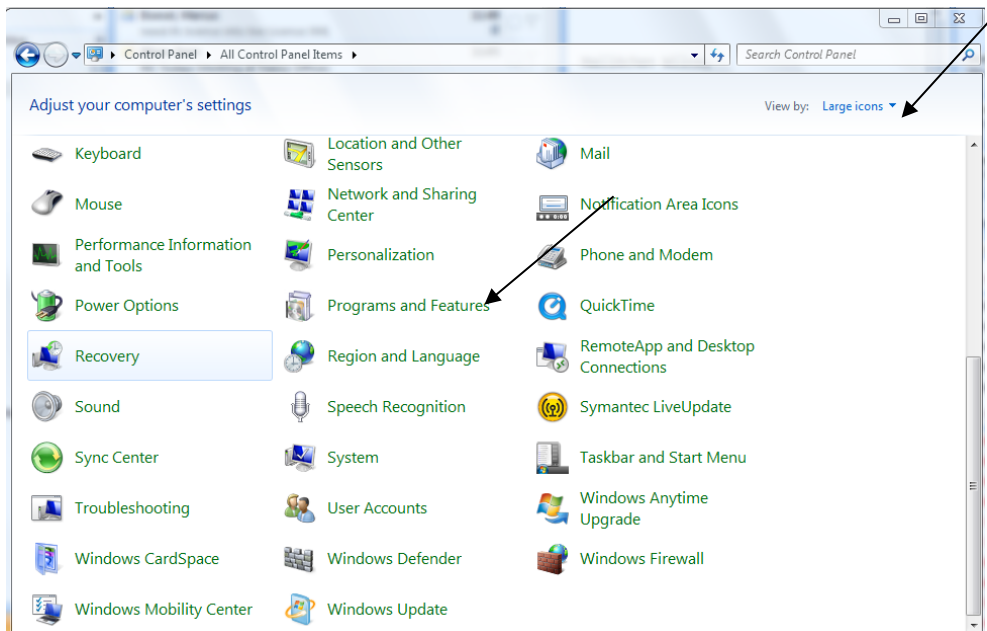 Control Panel ▸ All Control Panel Items ▸
Search Control Panel
Adjust your computer's settings
View by: Large icons
Keyboard
Location and Other
Sensors
Mail
Mouse
Network and Sharing
Center
Notification Area Icons
Performance Information
and Tools
Personalization
Phone and Modem
Power Options
Programs and Features
QuickTime
Recovery
Region and Language
RemoteApp and Desktop
Connections
Sound
Speech Recognition
Symantec LiveUpdate
Sync Center
System
Taskbar and Start Menu
Troubleshooting
User Accounts
Windows Anytime
Upgrade
Windows CardSpace
Windows Defender
Windows Firewall
Windows Mobility Center
Windows Update